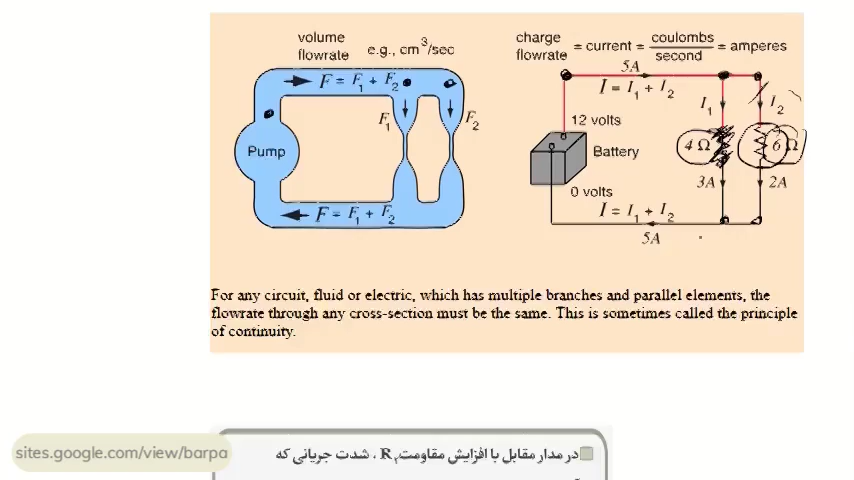 volume
flowrate e.g., cm³/sec
F = F₁ + F₂
F₁
F₂
Pump
F = F₁ + F₂
charge
flowrate = current = coulombs/second = amperes
5A
I = I₁ + I₂
I₁
I₂
12 volts
4 Ω
6 Ω
Battery
3A
2A
0 volts
I = I₁ + I₂
5A
For any circuit, fluid or electric, which has multiple branches and parallel elements, the
flowrate through any cross-section must be the same. This is sometimes called the principle
of continuity.
در مدار مقابل با افزایش مقاومت R₂ ، شدت جریانی که
sites.google.com/view/barpa